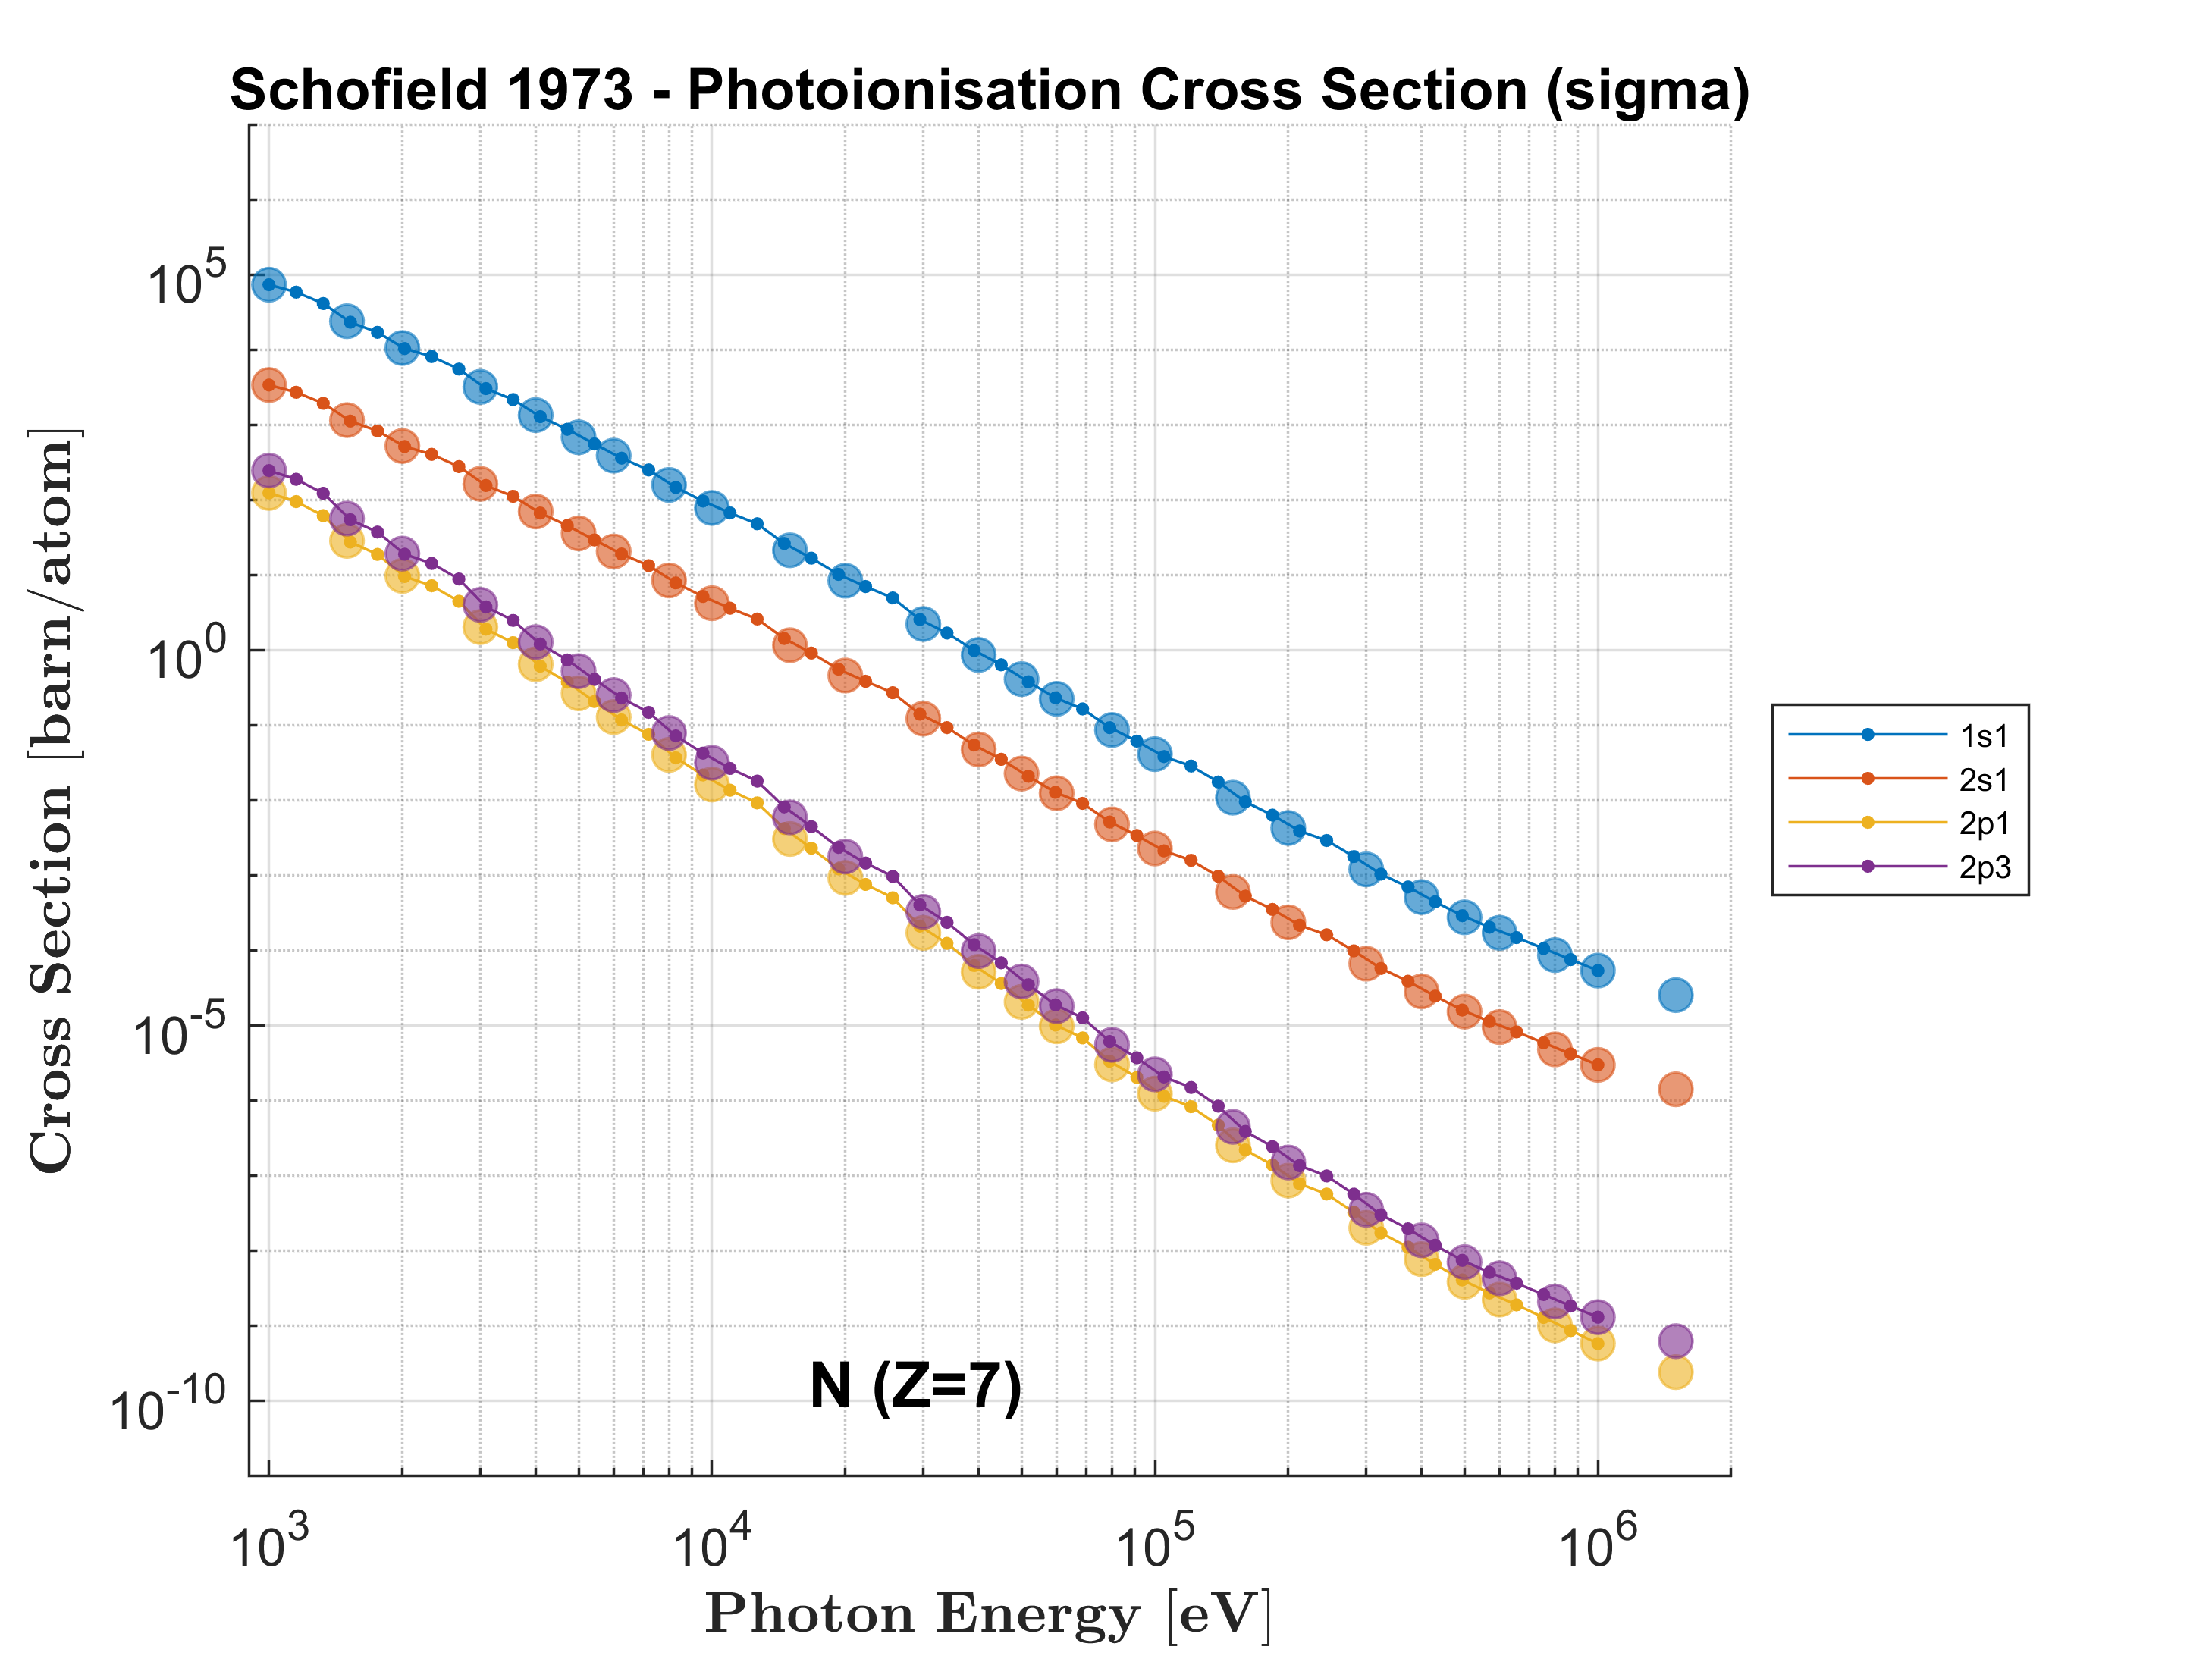 Schofield 1973 - Photoionisation Cross Section (sigma)
10^5
10^0
10^-5
10^-10
Cross Section [barn/atom]
1s1
2s1
2p1
2p3
N (Z=7)
10^3 10^4 10^5 10^6
Photon Energy [eV]